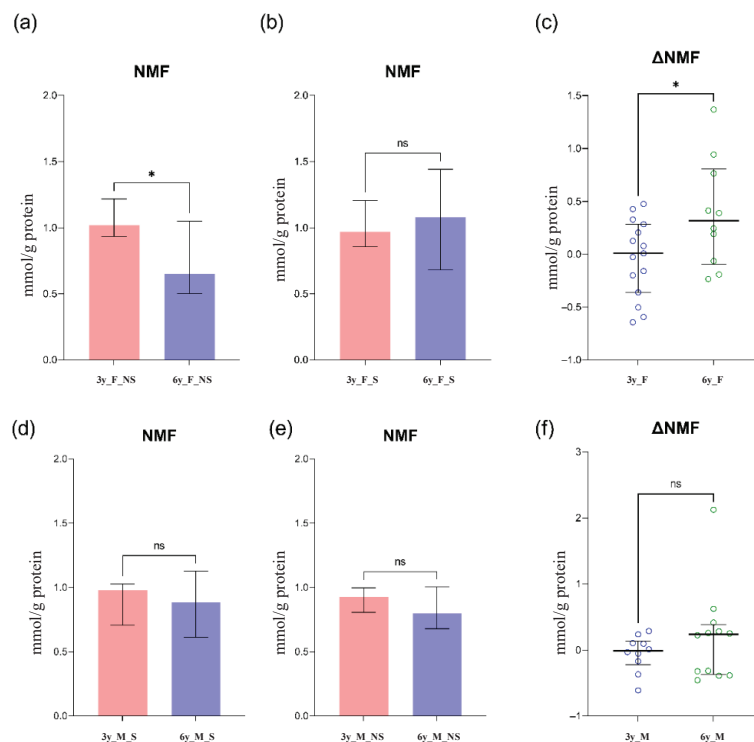 (a)
NMF
2.0
*
1.5
1.0
0.5
0.0
mmol/g protein
3y_F_NS
6y_F_NS
(b)
NMF
2.0
ns
1.5
1.0
0.5
0.0
mmol/g protein
3y_F_S
6y_F_S
(c)
ΔNMF
*
1.5
1.0
0.5
0.0
−0.5
−1.0
mmol/g protein
3y_F
6y_F
(d)
NMF
2.0
1.5
ns
1.0
0.5
0.0
mmol/g protein
3y_M_S
6y_M_S
(e)
NMF
2.0
1.5
ns
1.0
0.5
0.0
mmol/g protein
3y_M_NS
6y_M_NS
(f)
ΔNMF
3
ns
2
1
0
−1
mmol/g protein
3y_M
6y_M